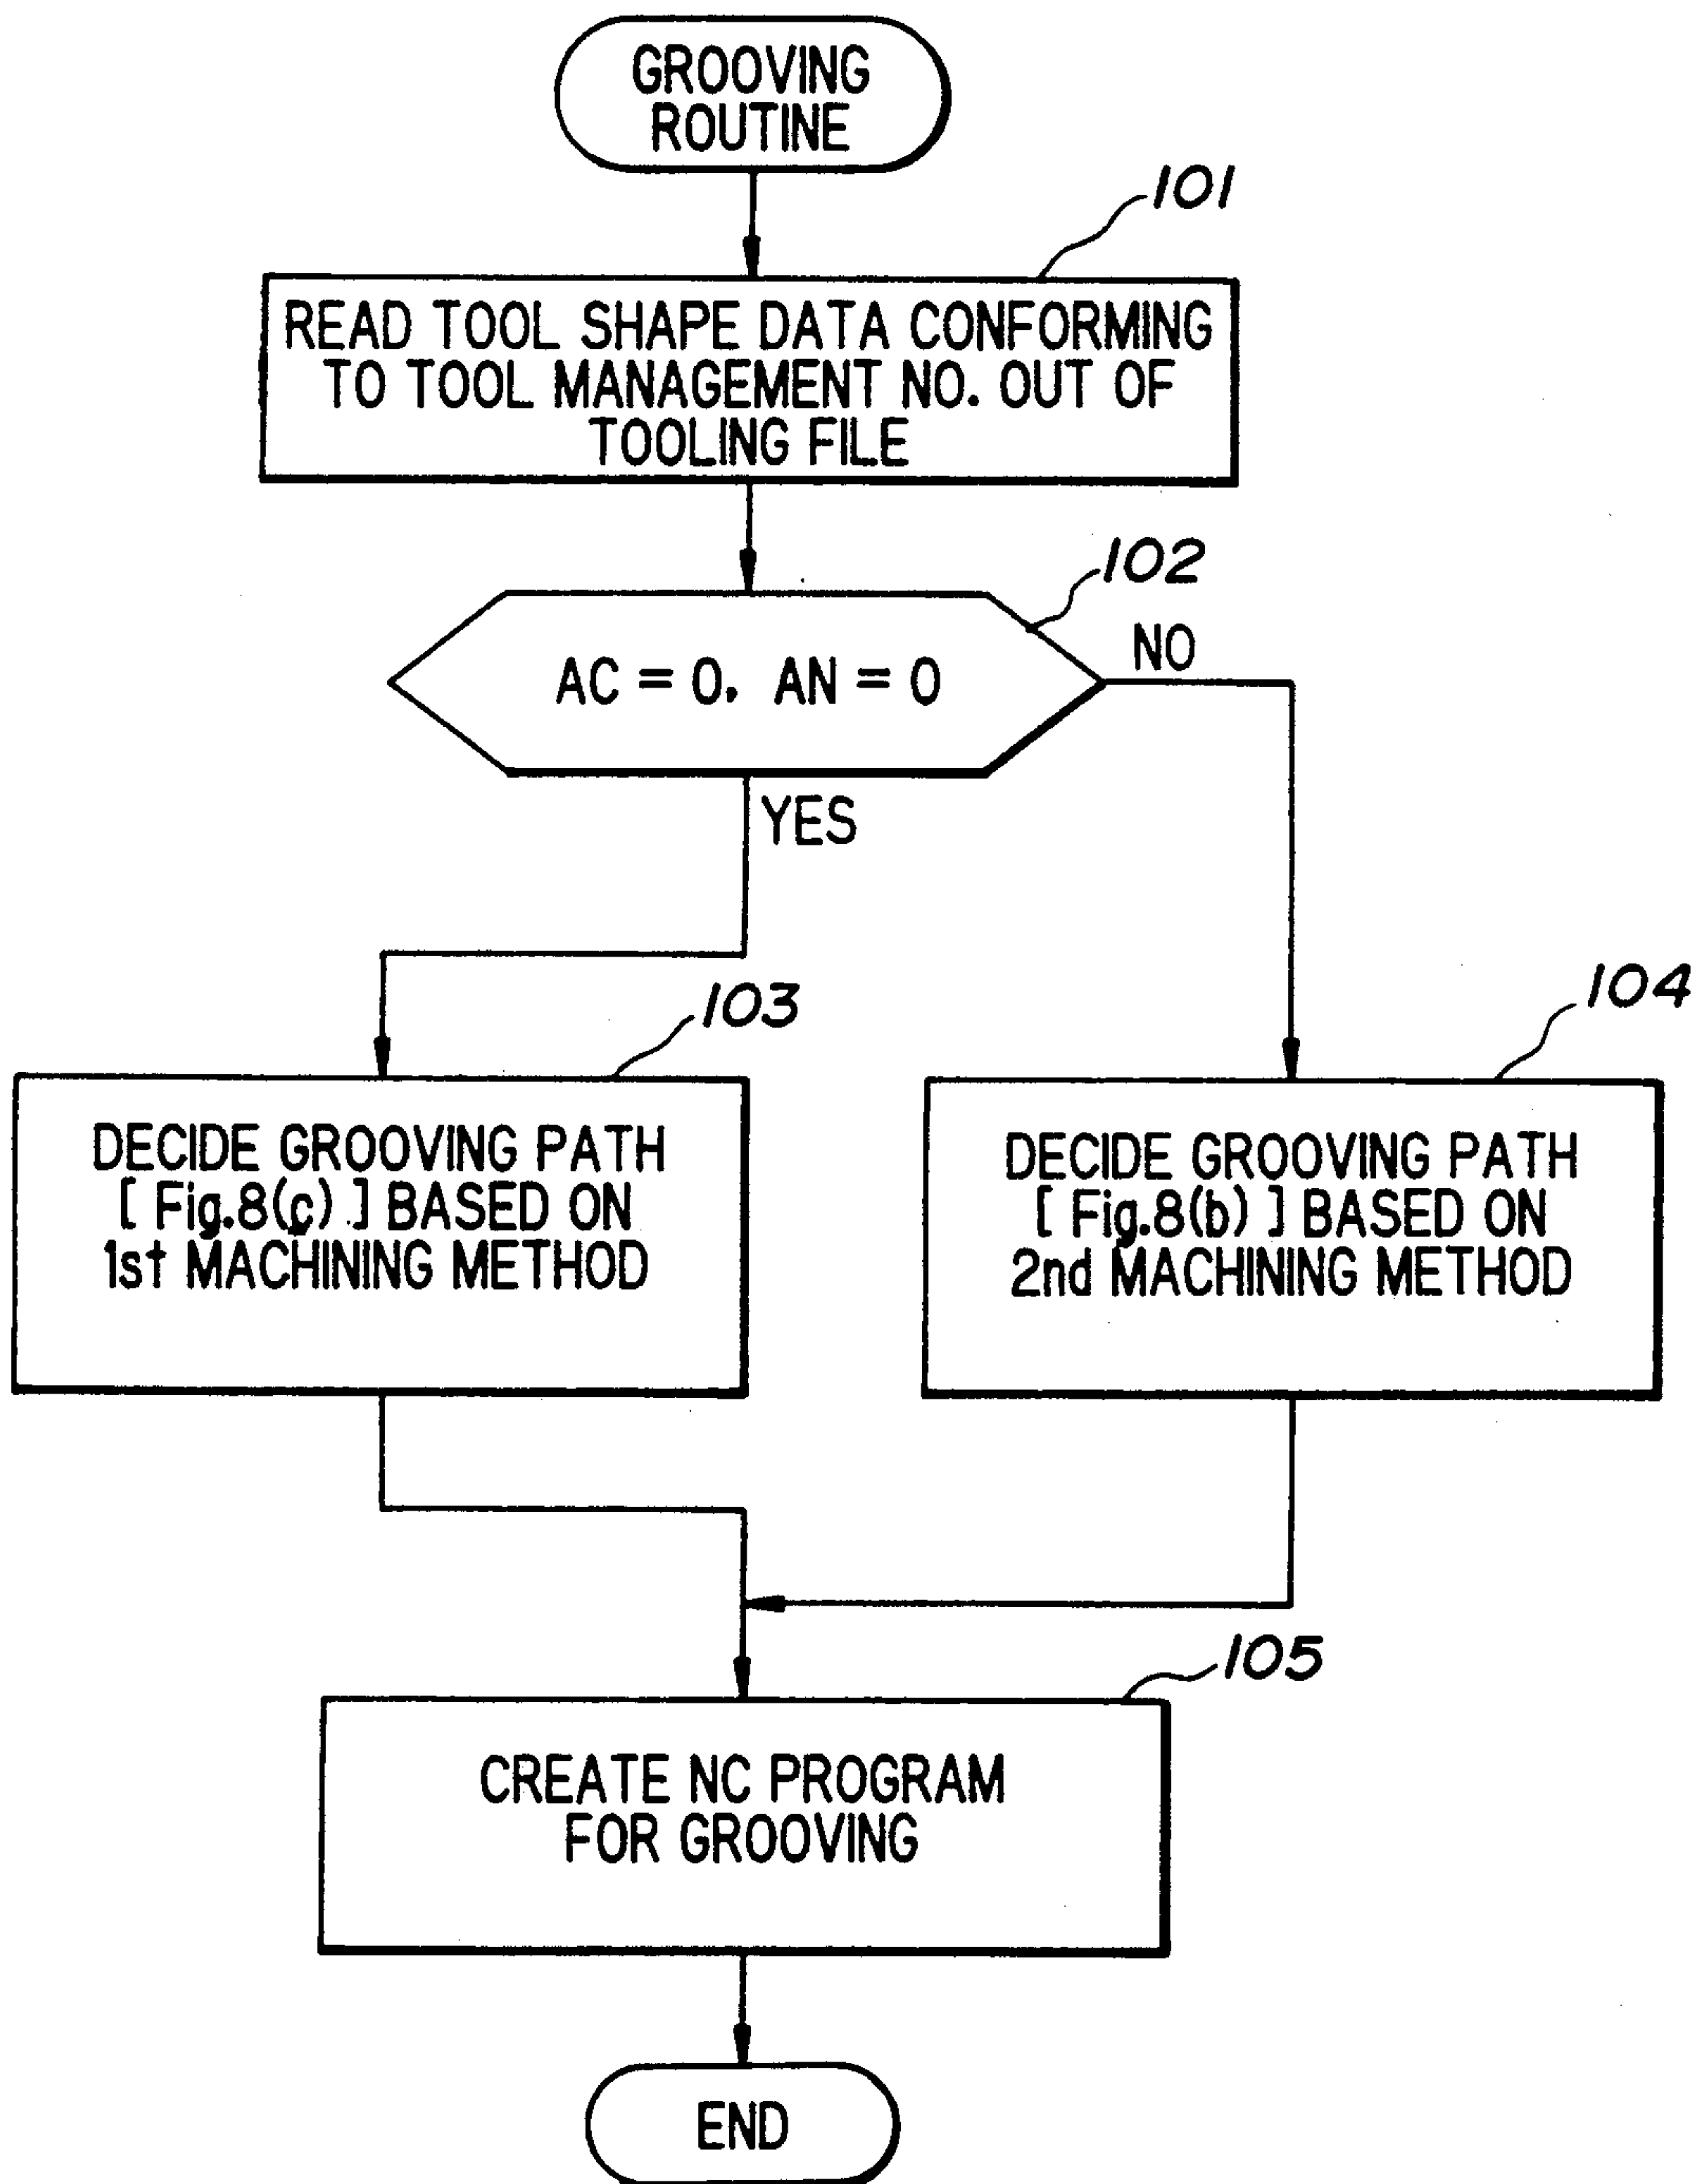 GROOVING
ROUTINE
101
READ TOOL SHAPE DATA CONFORMING
TO TOOL MANAGEMENT NO. OUT OF
TOOLING FILE
102
AC = 0. AN = 0
NO
YES
103
DECIDE GROOVING PATH
[ Fig.8(c) ] BASED ON
1st MACHINING METHOD
104
DECIDE GROOVING PATH
[ Fig.8(b) ] BASED ON
2nd MACHINING METHOD
105
CREATE NC PROGRAM
FOR GROOVING
END